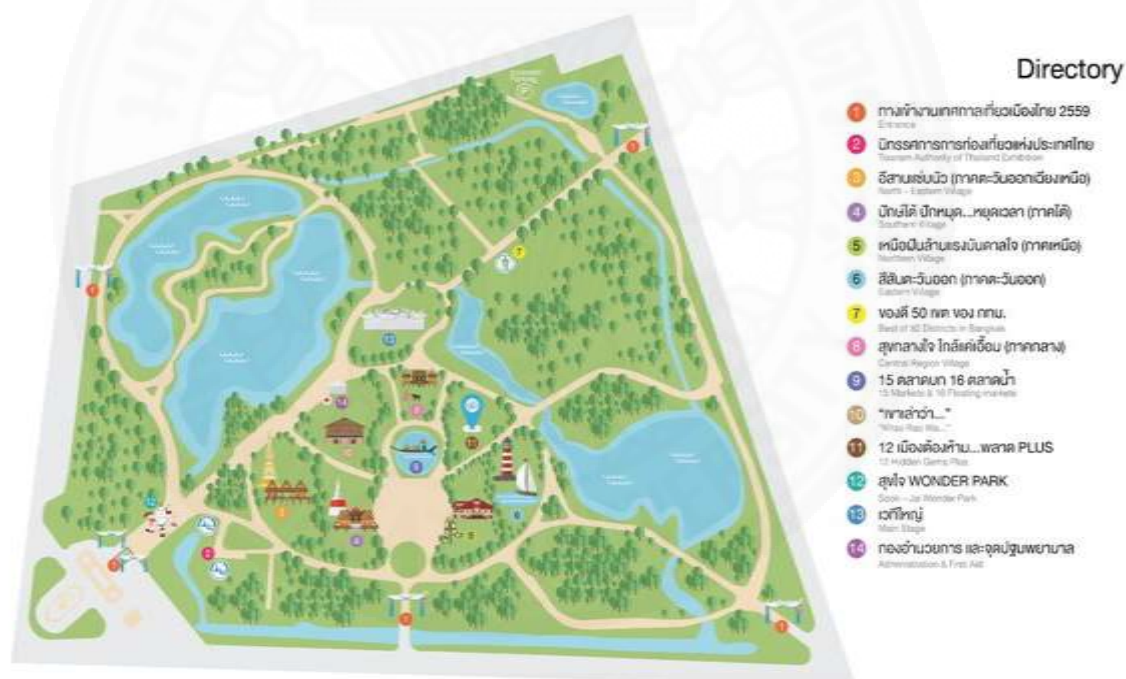 Directory
1 ทางเข้างานเทศกาลเที่ยวเมืองไทย 2559
Entrance
2 นิทรรศการการท่องเที่ยวแห่งประเทศไทย
Tourism Authority of Thailand Exhibition
3 อีสานแซ่บนัว (ภาคตะวันออกเฉียงเหนือ)
North - Eastern Village
4 ปักษ์ใต้ ปักหมุด...หยุดเวลา (ภาคใต้)
Southern Village
5 เหนือฝันล้านแรงบันดาลใจ (ภาคเหนือ)
Northern Village
6 สีสันตะวันออก (ภาคตะวันออก)
Eastern Village
7 ของดี 50 เขต ของ กทม.
Best of 50 Districts in Bangkok
8 สุขกลางใจ ใกล้แค่เอื้อม (ภาคกลาง)
Central Region Village
9 15 ตลาดบก 16 ตลาดน้ำ
15 Markets & 16 Floating markets
10 "เขาเล่าว่า..."
11 12 เมืองต้องห้าม...พลาด PLUS
12 Hidden Gems Plus
12 สุขใจ WONDER PARK
Sook - Jai Wonder Park
13 เวทีใหญ่
Main Stage
14 กองอำนวยการ และจุดปฐมพยาบาล
Administration & First Aid